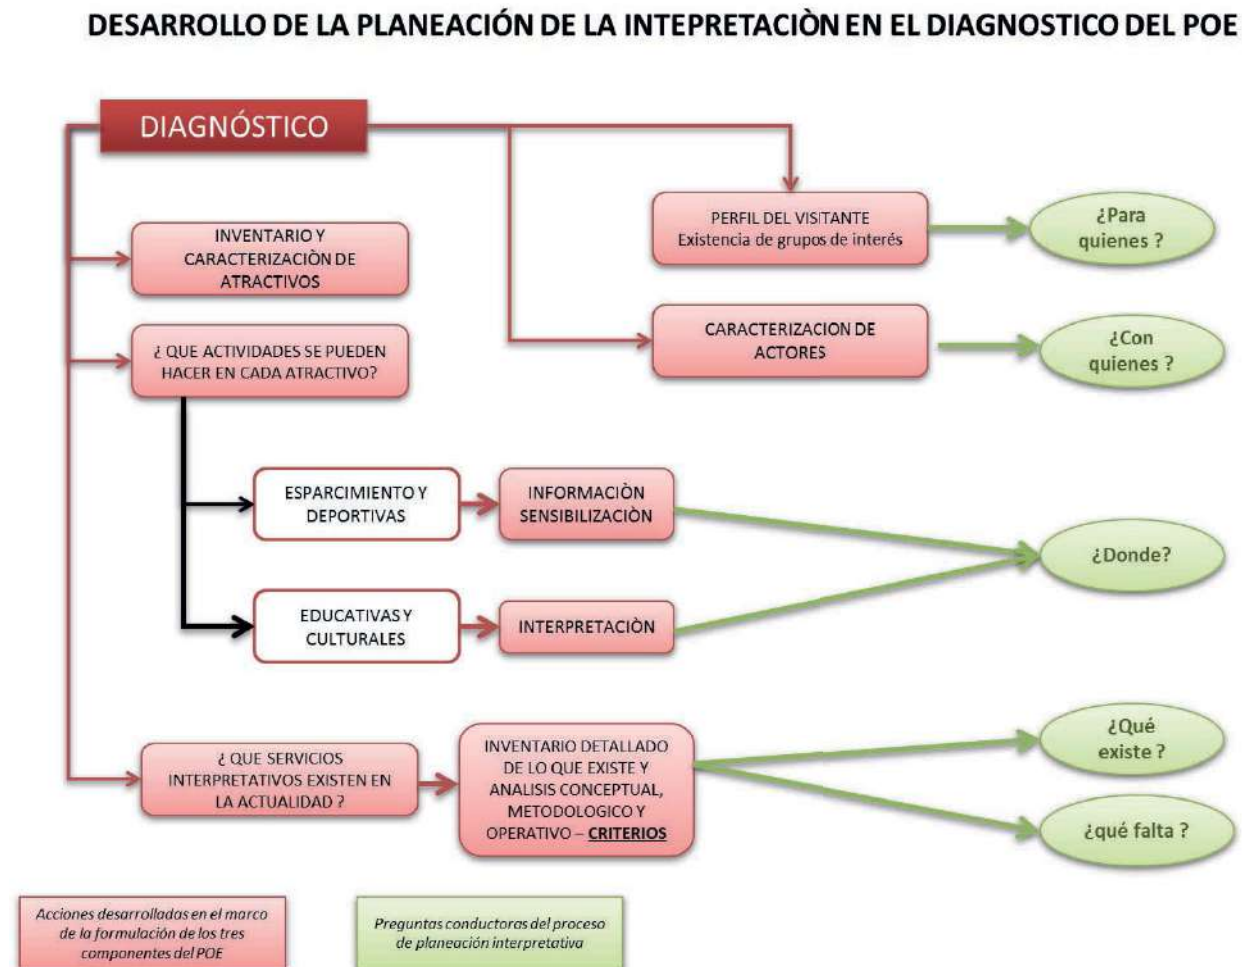 DESARROLLO DE LA PLANEACIÓN DE LA INTEPRETACIÒN EN EL DIAGNOSTICO DEL POE
DIAGNÓSTICO
INVENTARIO Y
CARACTERIZACIÒN DE
ATRACTIVOS
¿ QUE ACTIVIDADES SE PUEDEN
HACER EN CADA ATRACTIVO?
PERFIL DEL VISITANTE
Existencia de grupos de interés
¿Para
quienes ?
CARACTERIZACION DE
ACTORES
¿Con
quienes ?
ESPARCIMIENTO Y
DEPORTIVAS
INFORMACIÒN
SENSIBILIZACIÒN
¿Donde?
EDUCATIVAS Y
CULTURALES
INTERPRETACIÒN
¿ QUE SERVICIOS
INTERPRETATIVOS EXISTEN EN
LA ACTUALIDAD ?
INVENTARIO DETALLADO
DE LO QUE EXISTE Y
ANALISIS CONCEPTUAL,
METODOLOGICO Y
OPERATIVO – CRITERIOS
¿Qué
existe ?
¿qué falta ?
Acciones desarrolladas en el marco
de la formulación de los tres
componentes del POE
Preguntas conductoras del proceso
de planeación interpretativa